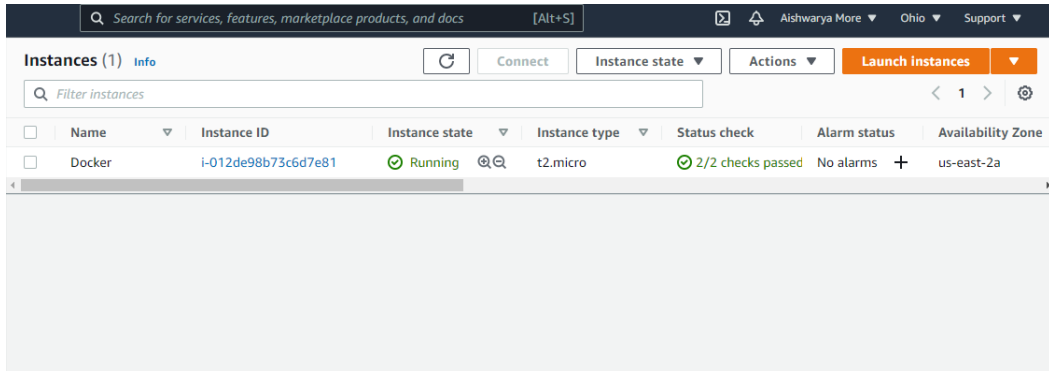 Search for services, features, marketplace products, and docs [Alt+S] Aishwarya More Ohio Support
Instances (1) Info Connect Instance state Actions Launch instances
Filter instances 1
Name Instance ID Instance state Instance type Status check Alarm status Availability Zone
Docker i-012de98b73c6d7e81 Running t2.micro 2/2 checks passed No alarms + us-east-2a